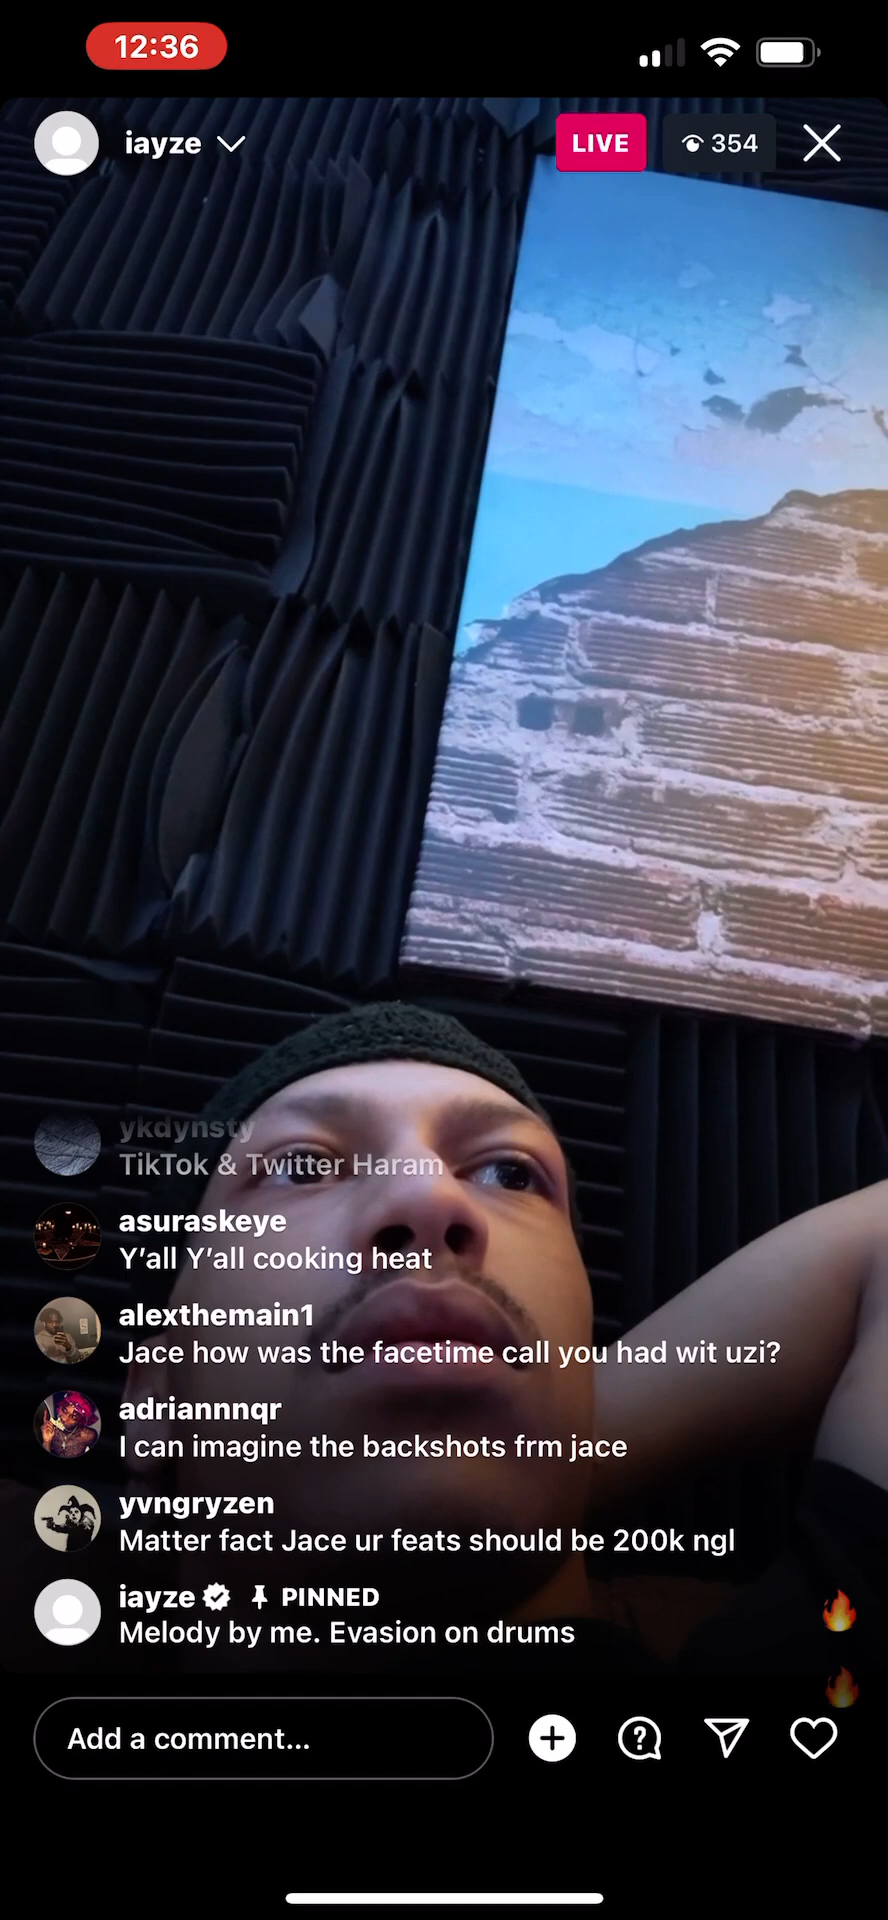 12:36
iayze
LIVE
354
ykdynsty
TikTok & Twitter Haram
asuraskeye
Y'all Y'all cooking heat
alexthemain1
Jace how was the facetime call you had wit uzi?
adriannnqr
I can imagine the backshots frm jace
yvngryzen
Matter fact Jace ur feats should be 200k ngl
iayze PINNED
Melody by me. Evasion on drums
Add a comment...